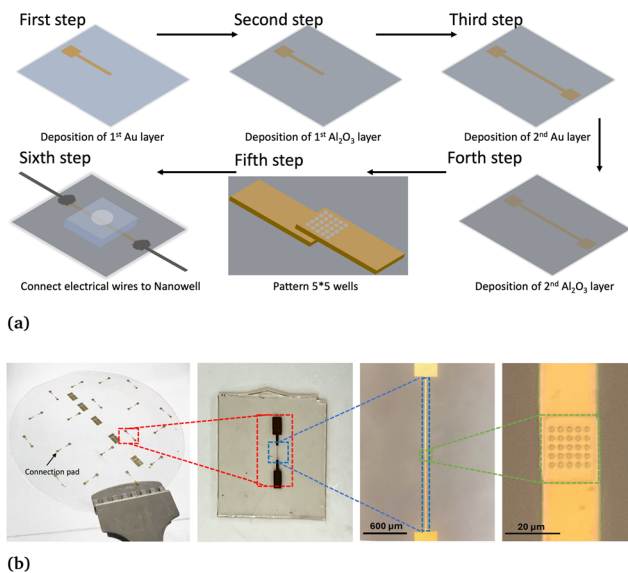 First step
Second step
Third step
Deposition of 1st Au layer
Deposition of 1st Al2O3 layer
Deposition of 2nd Au layer
Sixth step
Fifth step
Forth step
Connect electrical wires to Nanowell
Pattern 5*5 wells
Deposition of 2nd Al2O3 layer
(a)
Connection pad
600 µm
20 µm
(b)